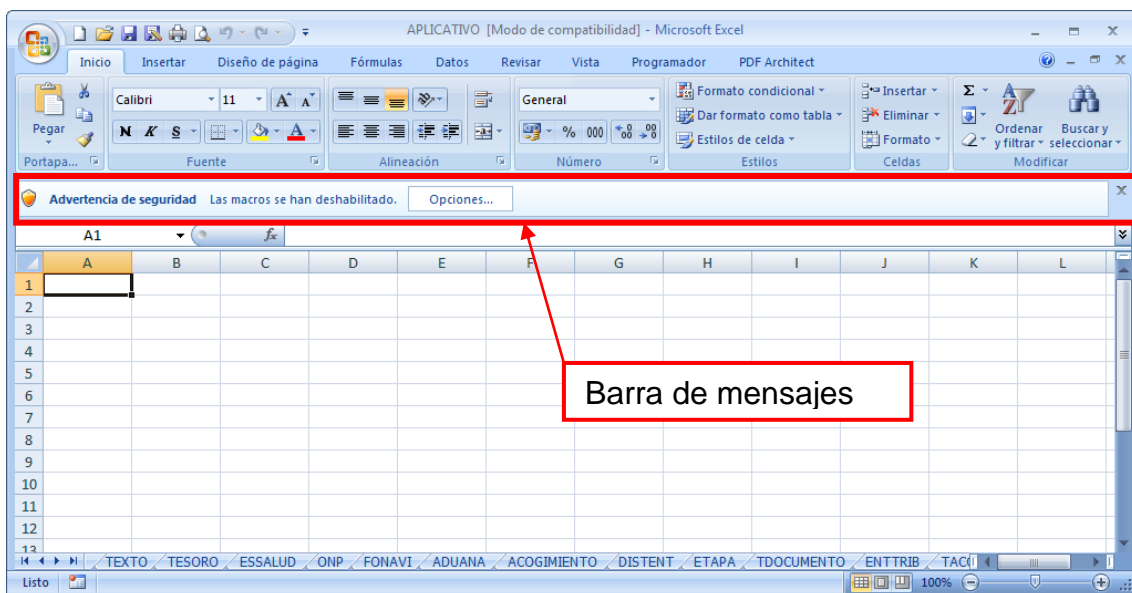 APLICATIVO [Modo de compatibilidad] - Microsoft Excel
Inicio Insertar Diseño de página Fórmulas Datos Revisar Vista Programador PDF Architect
Pegar
Calibri 11 A A
N K S A
General
% 000
Formato condicional
Dar formato como tabla
Estilos de celda
Insertar
Eliminar
Formato
Σ
Ordenar y filtrar
Buscar y seleccionar
Portapa... Fuente Alineación Número Estilos Celdas Modificar
Advertencia de seguridad Las macros se han deshabilitado. Opciones...
A1 fx
A B C D E F G H I J K L
1
2
3
4
5
Barra de mensajes
6
7
8
9
10
11
12
13
TEXTO TESORO ESSALUD ONP FONAVI ADUANA ACOGIMIENTO DISTENT ETAPA TDOCUMENTO ENTTRIB
Listo 100%